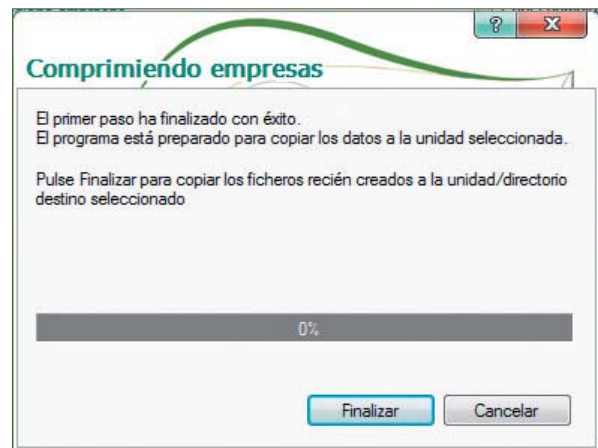 Comprimiendo empresas
El primer paso ha finalizado con éxito.
El programa está preparado para copiar los datos a la unidad seleccionada.
Pulse Finalizar para copiar los ficheros recién creados a la unidad/directorio
destino seleccionado
0%
Finalizar
Cancelar